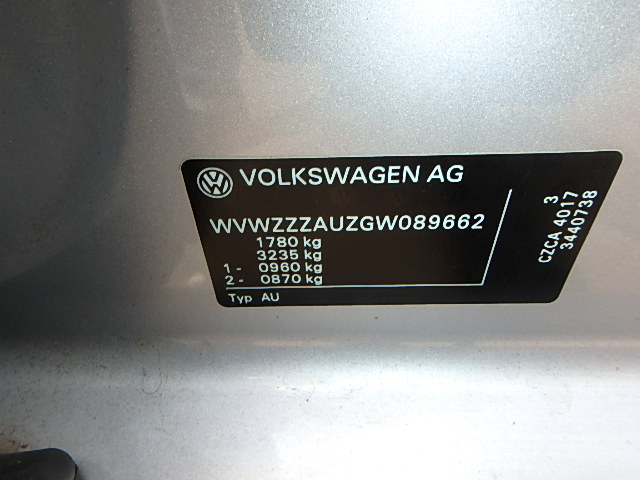 VOLKSWAGEN AG
WVWZZZAUZGW089662
1780 kg
3235 kg
1- 0960 kg
2- 0870 kg
Typ AU
3
CZCA 4017
3440738